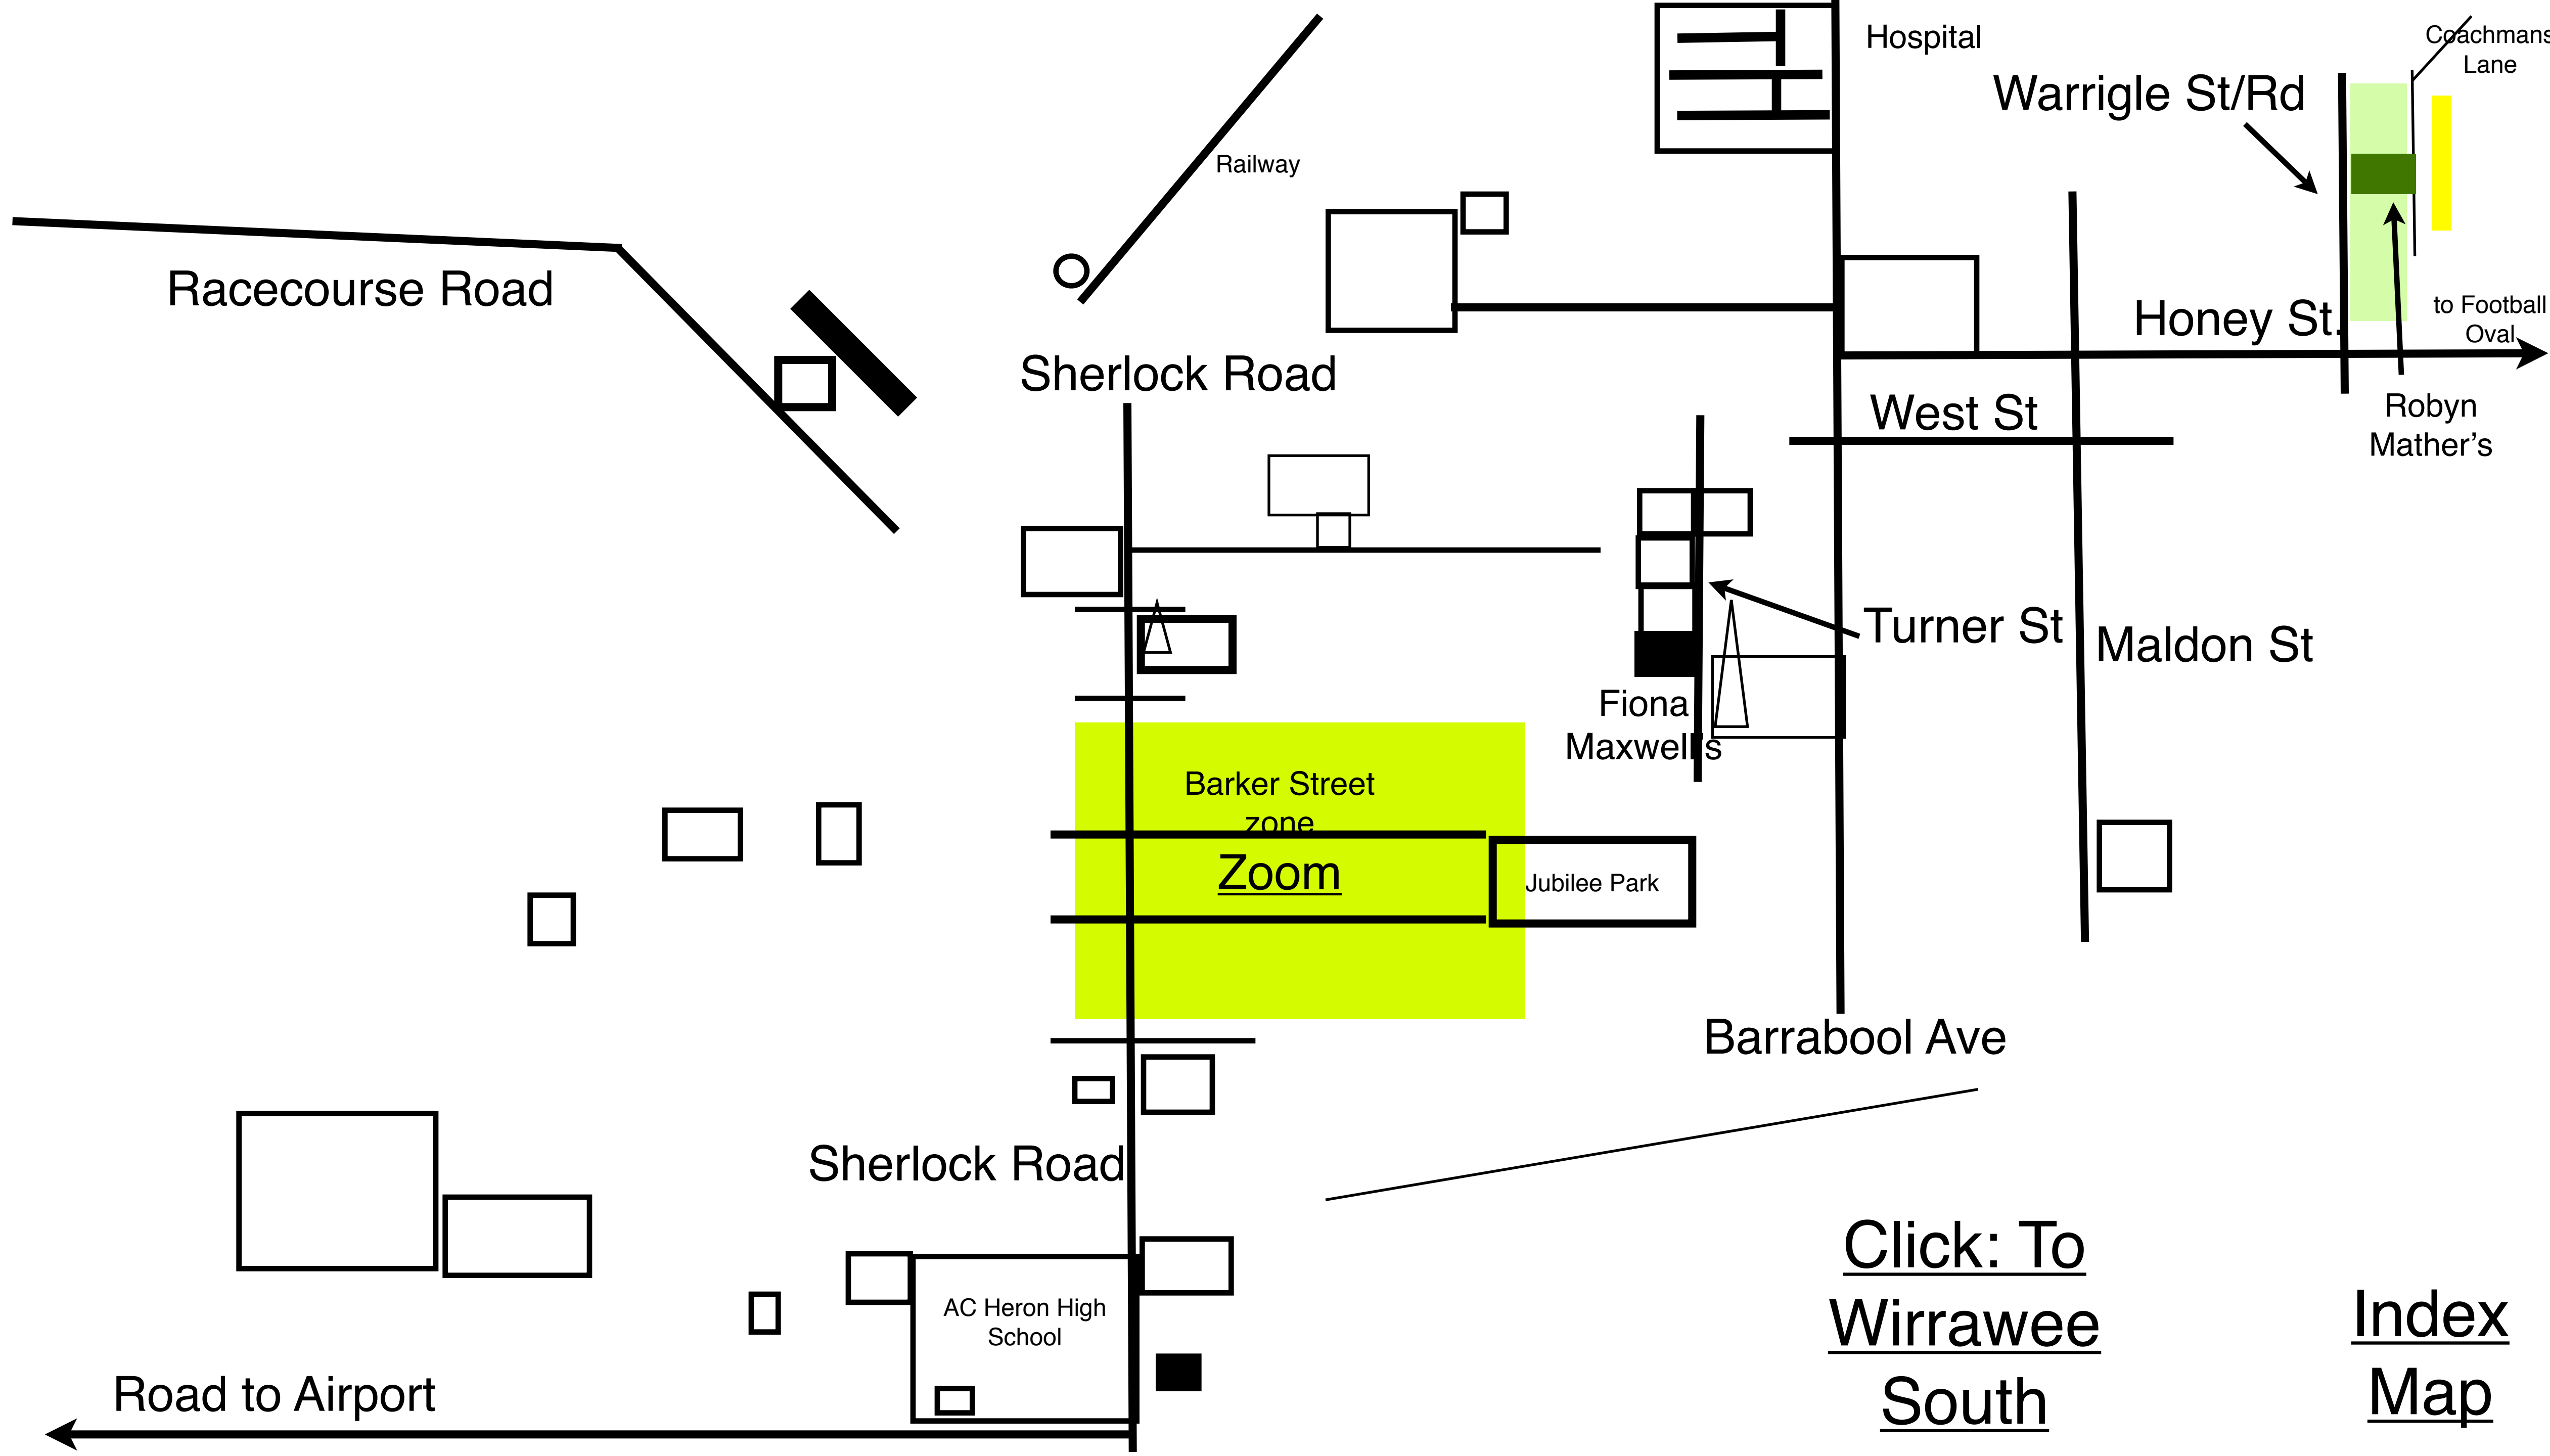 Hospital
Coachmans
Lane
Warrigle St/Rd
Railway
Racecourse Road
Honey St.
to Football
Oval
Sherlock Road
West St
Robyn
Mather's
Turner St
Maldon St
Fiona
Maxwell's
Barker Street
zone
Zoom
Jubilee Park
Barrabool Ave
Sherlock Road
AC Heron High
School
Road to Airport
Click: To
Wirrawee
South
Index
Map